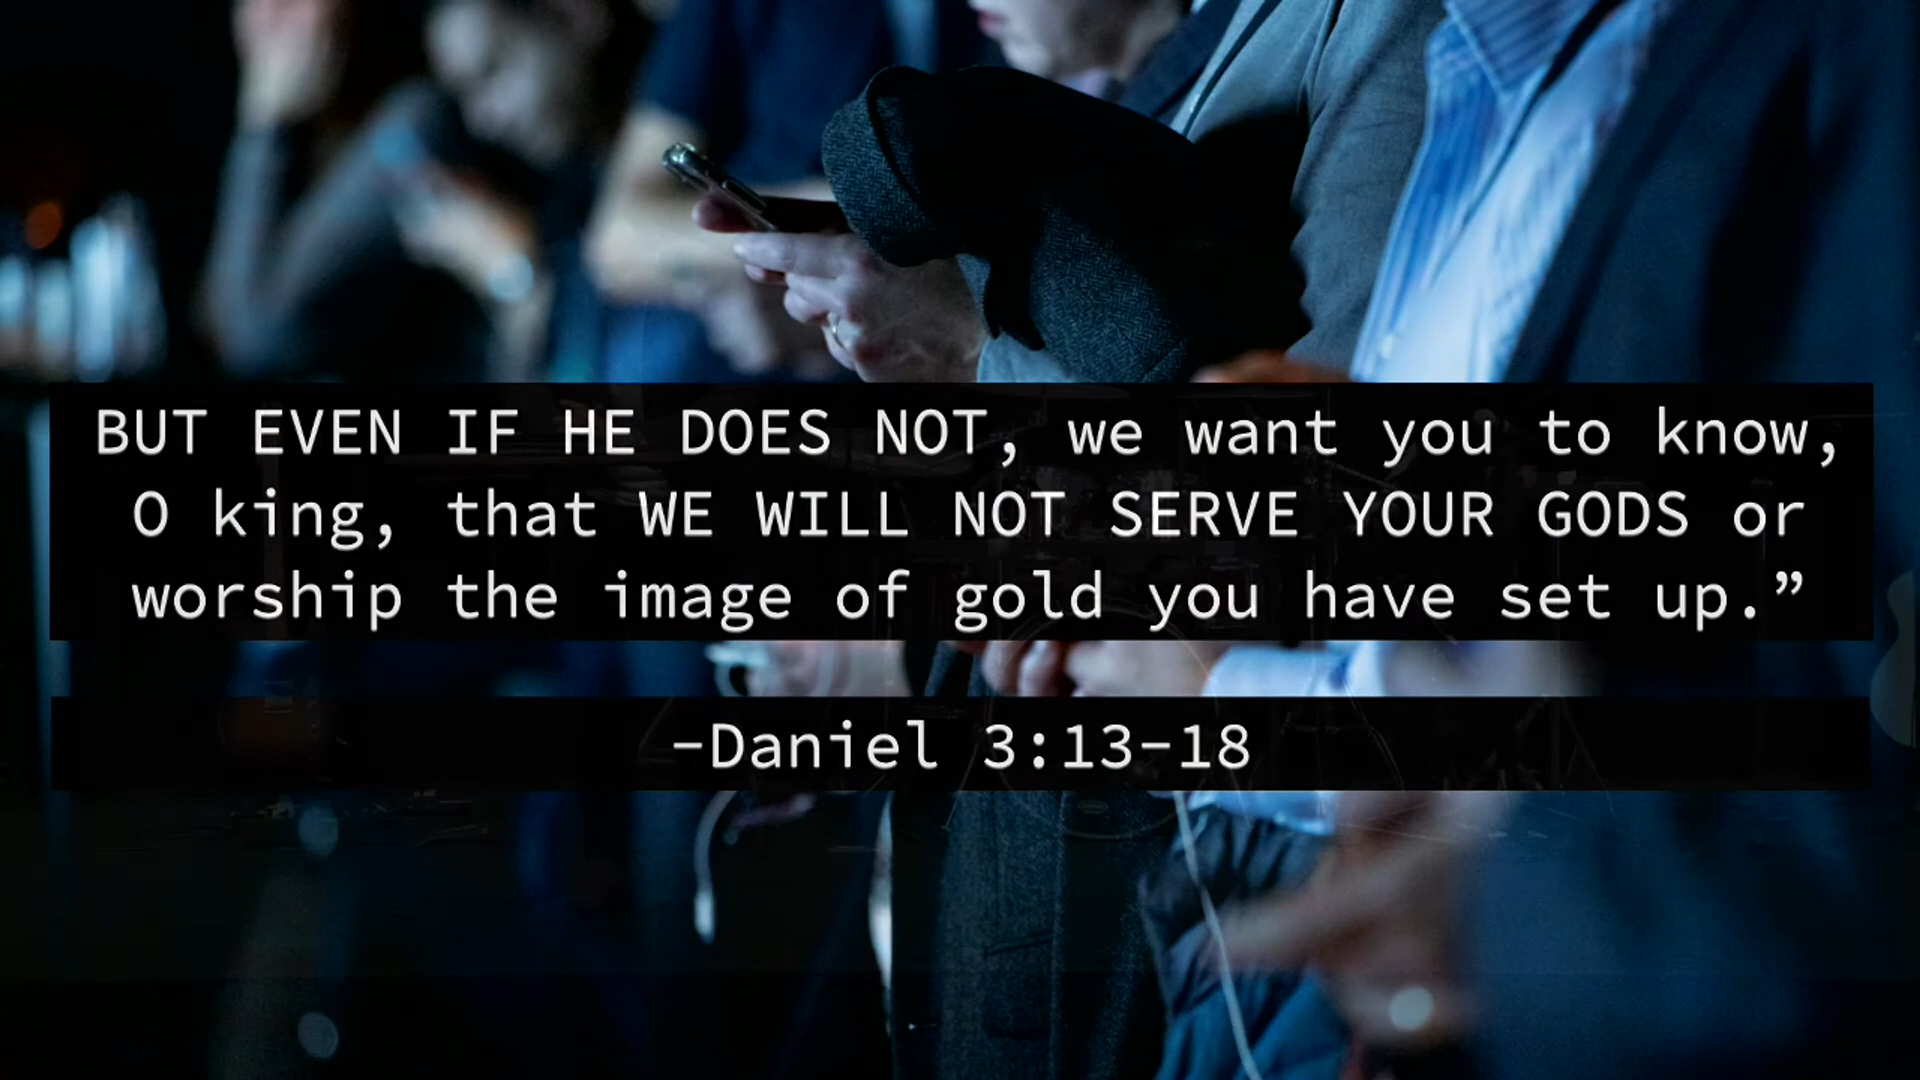 BUT EVEN IF HE DOES NOT, we want you to know,
O king, that WE WILL NOT SERVE YOUR GODS or
worship the image of gold you have set up.”
-Daniel 3:13-18